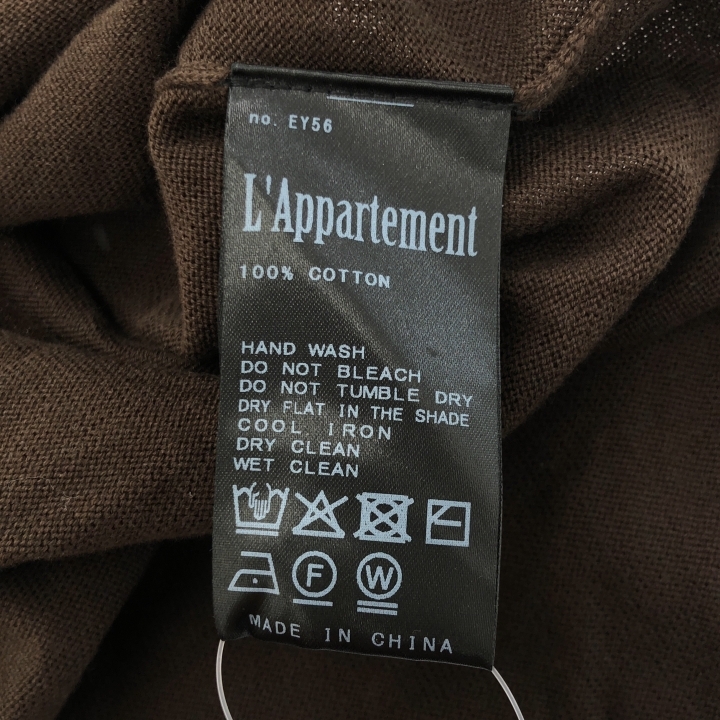 no. EY56
L'Appartement
100% COTTON
HAND WASH
DO NOT BLEACH
DO NOT TUMBLE DRY
DRY FLAT IN THE SHADE
COOL IRON
DRY CLEAN
WET CLEAN
F W
MADE IN CHINA